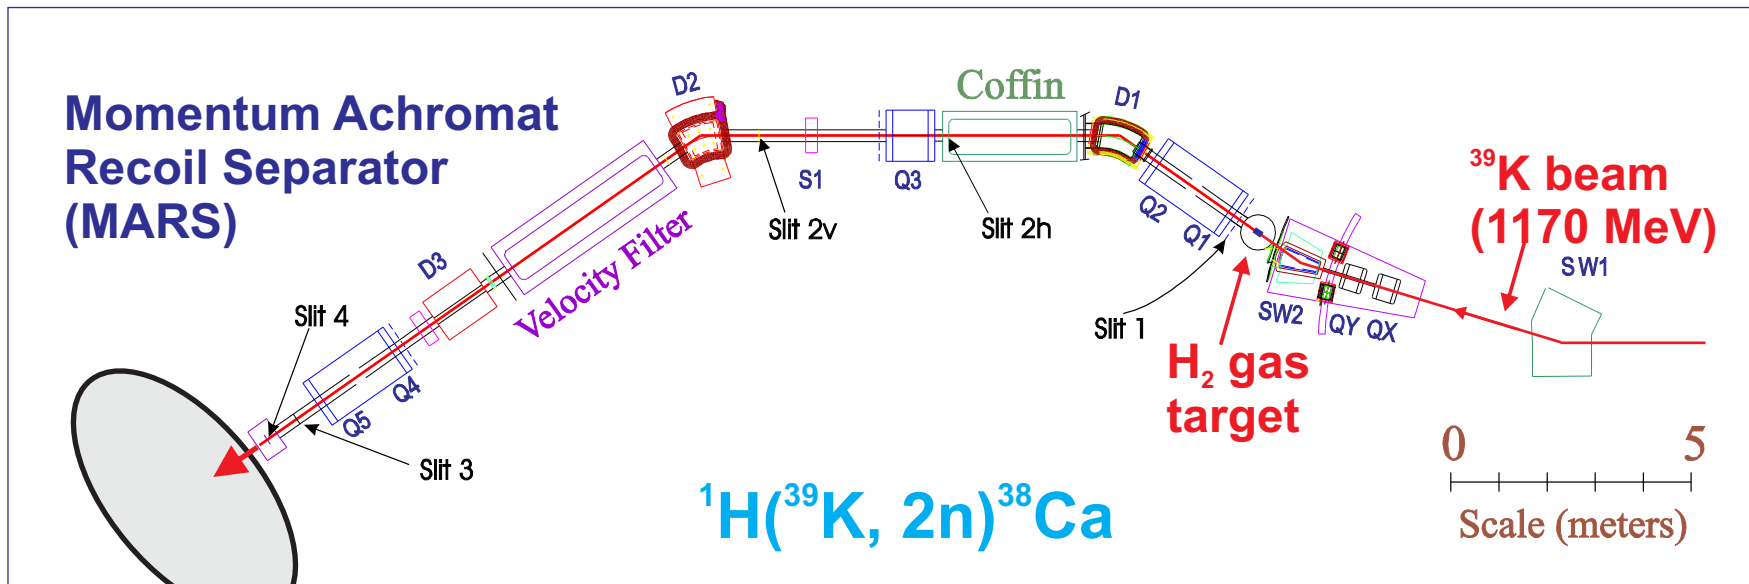 Momentum Achromat
Recoil Separator
(MARS)
D2
Coffin
D1
S1
Q3
Slit 2v
Slit 2h
Q2
Q1
Slit 1
³⁹K beam
(1170 MeV)
SW1
SW2
QY
QX
H₂ gas
target
Velocity Filter
D3
Slit 4
Q4
Q5
Slit 3
¹H(³⁹K, 2n)³⁸Ca
0 5
Scale (meters)